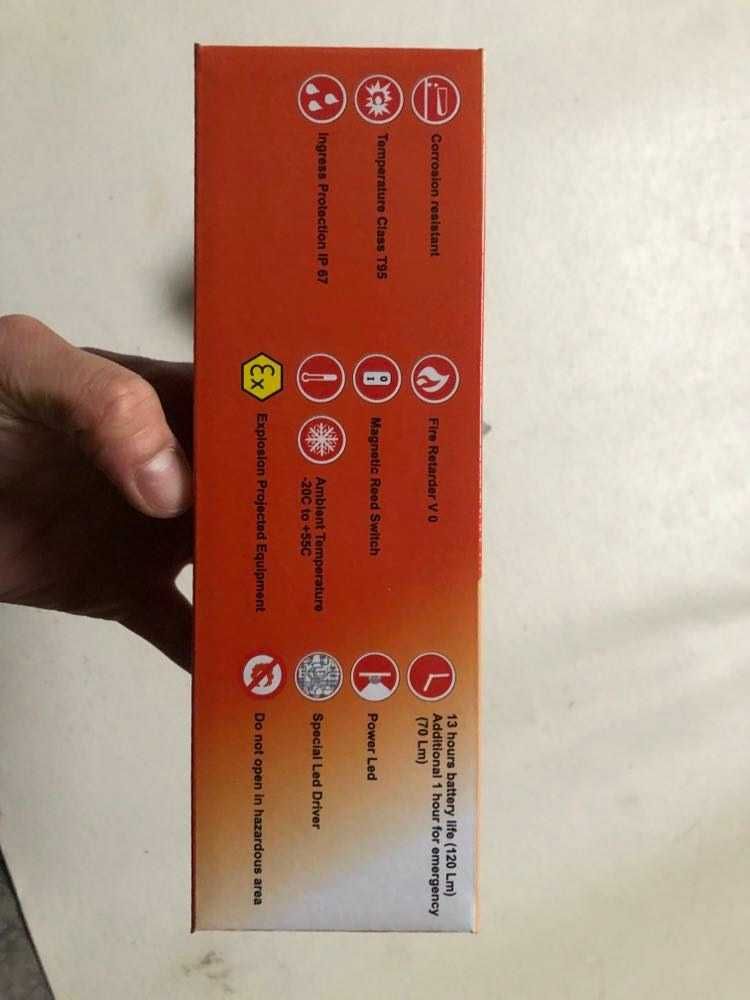 Corrosion resistant
Temperature Class T95
Ingress Protection IP 67
Fire Retarder V 0
O
I
Magnetic Reed Switch
Ambient Temperature
-20C to +55C
Ex
Explosion Projected Equipment
13 hours battery life (120 Lm)
Additional 1 hour for emergency
(70 Lm)
Power Led
Special Led Driver
Do not open in hazardous area